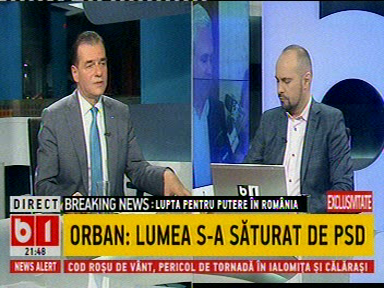 DIRECT
BREAKING NEWS : LUPTA PENTRU PUTERE ÎN ROMÂNIA
EXCLUSIVITATE
b1
21:48
ORBAN: LUMEA S-A SĂTURAT DE PSD
NEWS ALERT
COD ROȘU DE VÂNT, PERICOL DE TORNADĂ ÎN IALOMIȚA ȘI CĂLĂRAȘI